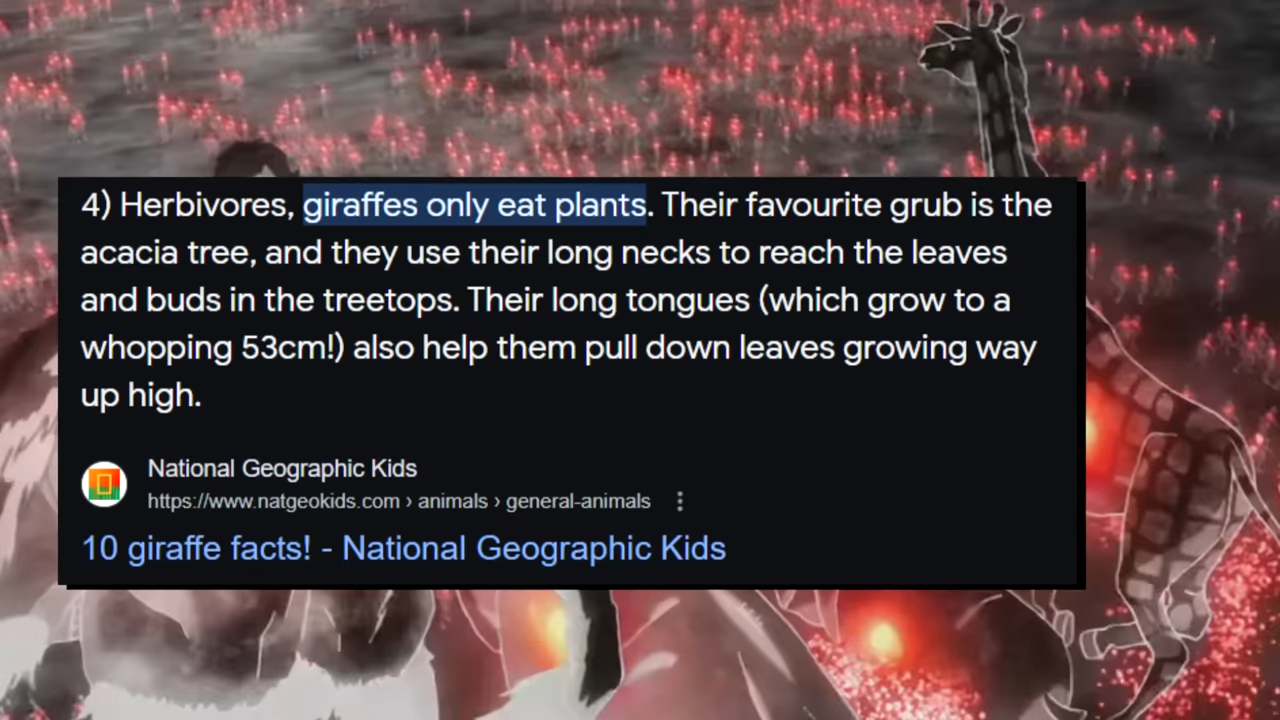 4) Herbivores, giraffes only eat plants. Their favourite grub is the
acacia tree, and they use their long necks to reach the leaves
and buds in the treetops. Their long tongues (which grow to a
whopping 53cm!) also help them pull down leaves growing way
up high.
National Geographic Kids
https://www.natgeokids.com › animals › general-animals
10 giraffe facts! - National Geographic Kids